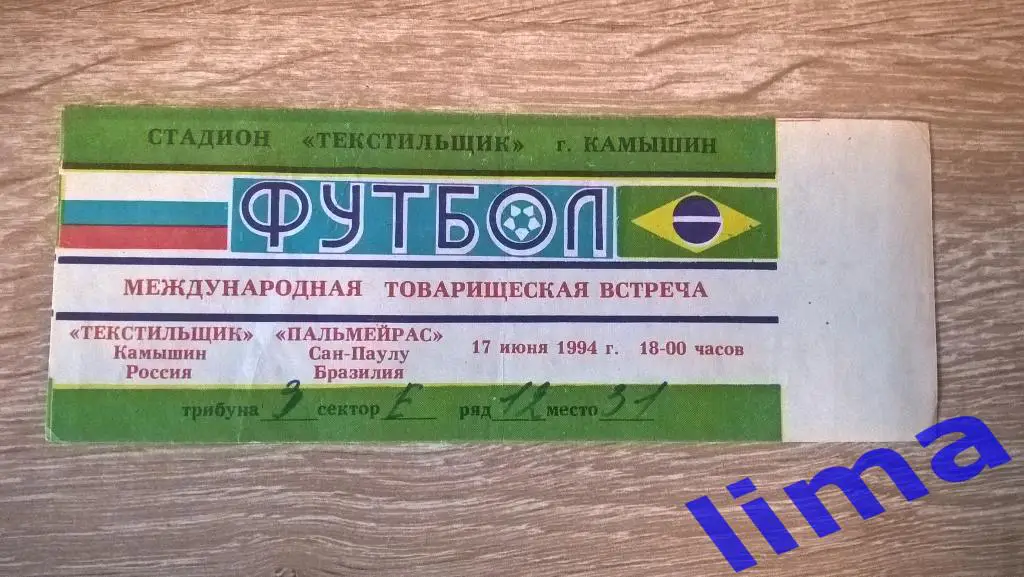 СТАДИОН «ТЕКСТИЛЬЩИК» г. КАМЫШИН
ФУТБОЛ
МЕЖДУНАРОДНАЯ ТОВАРИЩЕСКАЯ ВСТРЕЧА
«ТЕКСТИЛЬЩИК» «ПАЛЬМЕЙРАС»
Камышин Сан-Паулу 17 июня 1994 г. 18-00 часов
Россия Бразилия
трибуна З сектор Е ряд 12 место 31
lima